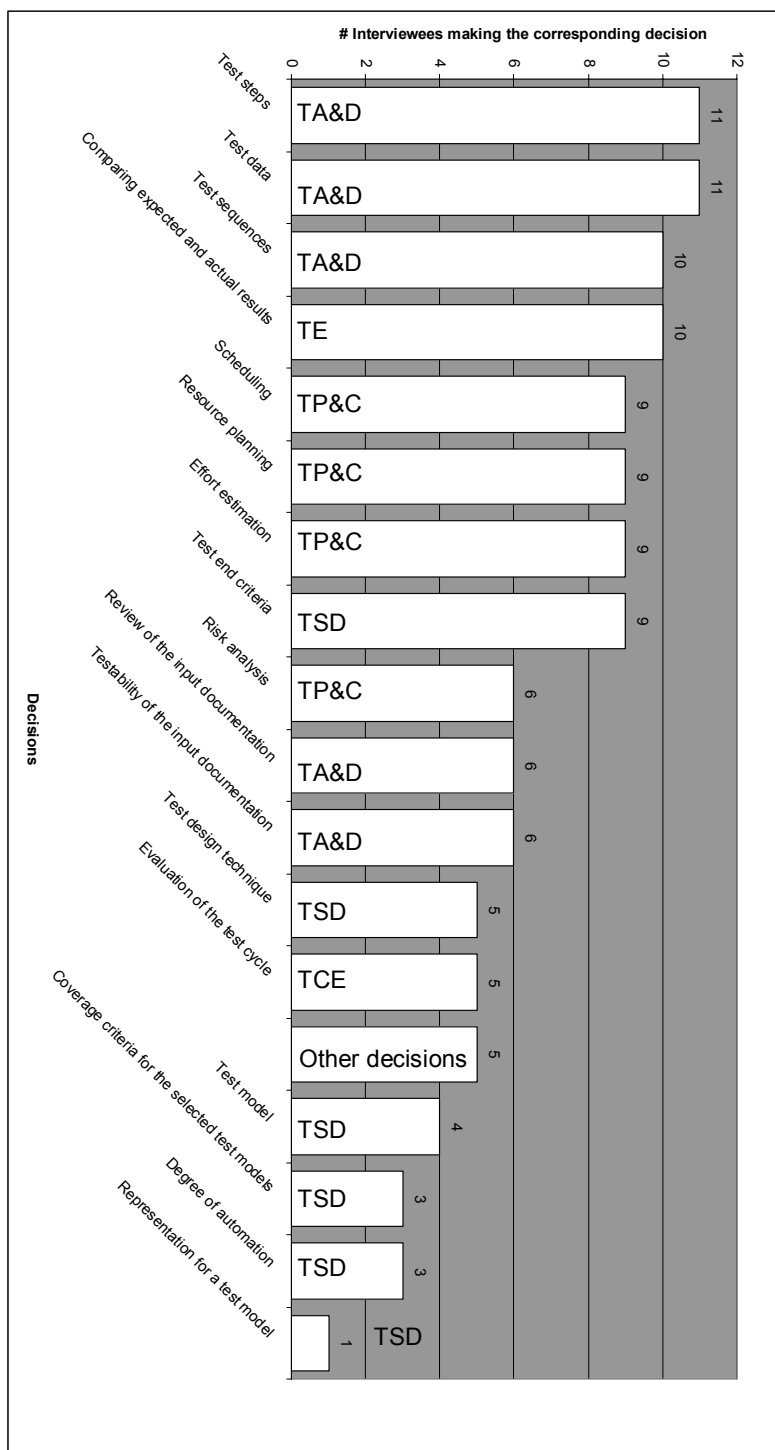 # Interviewees making the corresponding decision
0
2
4
6
8
10
12
Test steps
TA&D
11
Test data
TA&D
11
Test sequences
TA&D
10
Comparing expected and actual results
TE
10
Scheduling
TP&C
9
Resource planning
TP&C
9
Effort estimation
TP&C
9
Test end criteria
TSD
9
Risk analysis
TP&C
6
Review of the input documentation
TA&D
6
Testability of the input documentation
TA&D
6
Test design technique
TSD
5
Evaluation of the test cycle
TCE
5
Other decisions
5
Test model
TSD
4
Coverage criteria for the selected test models
TSD
3
Degree of automation
TSD
3
Representation for a test model
TSD
1
Decisions